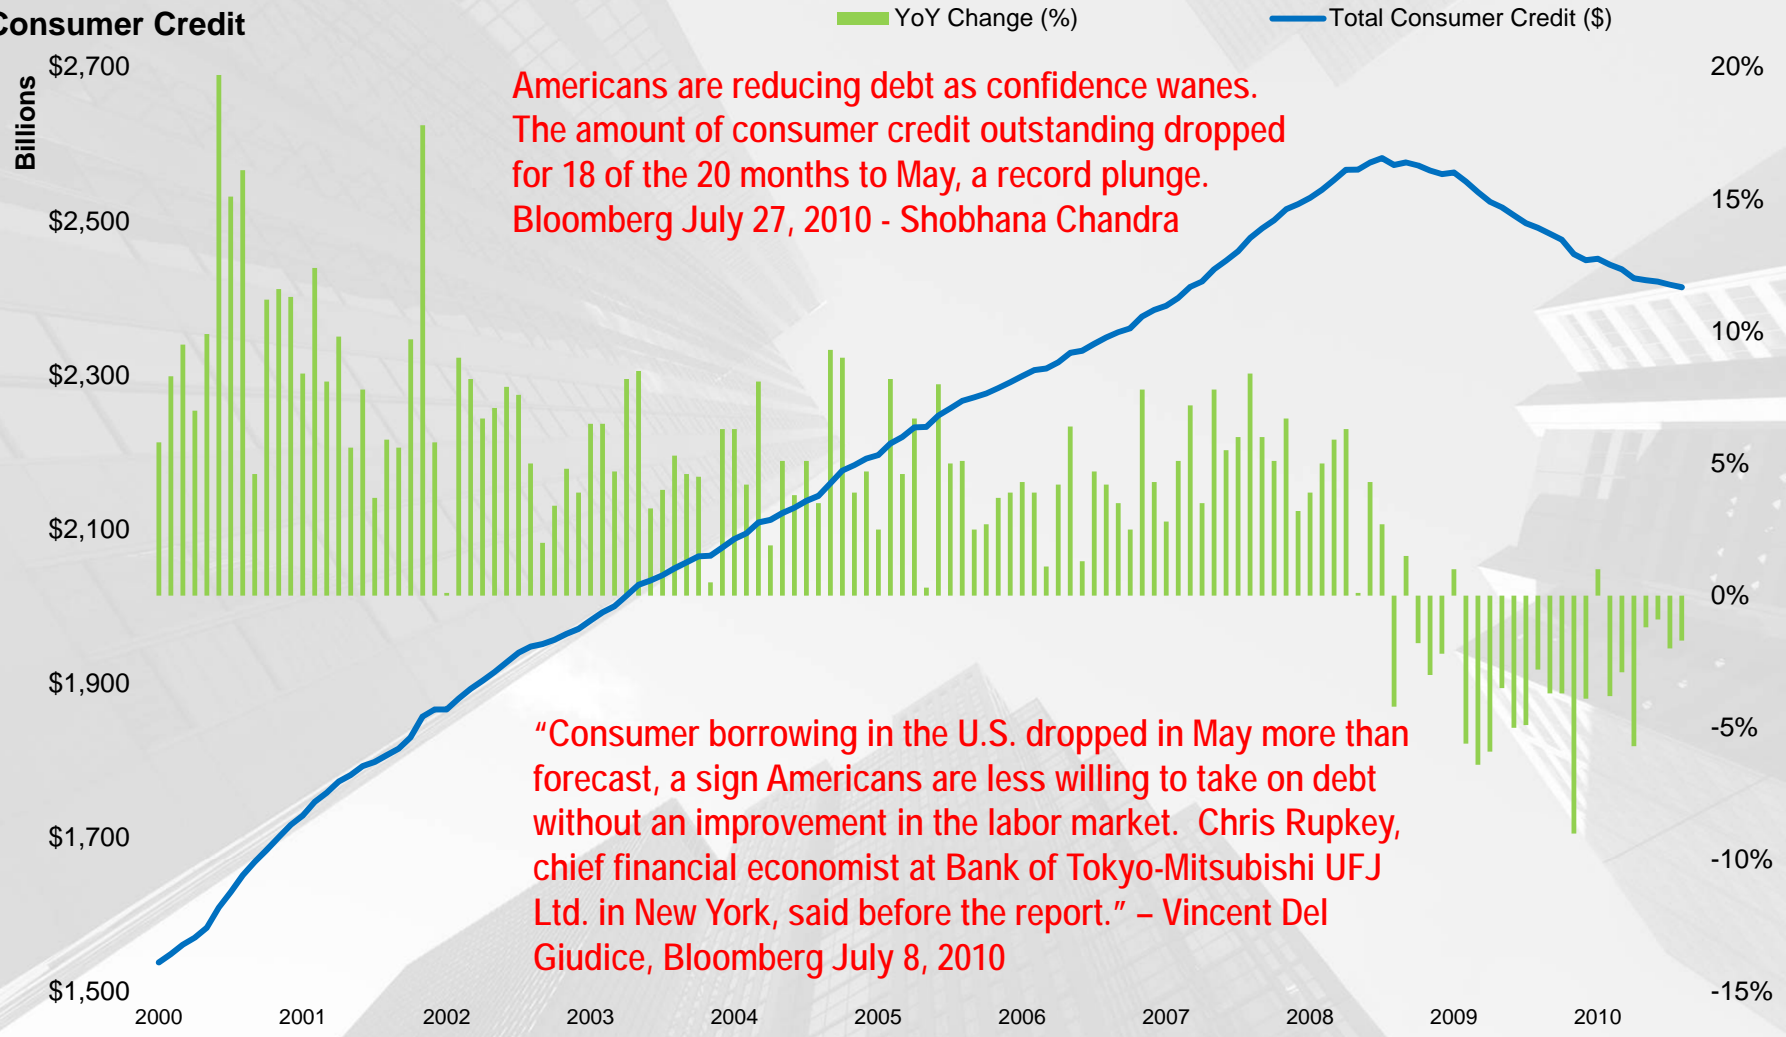 Consumer Credit
YoY Change (%)
Total Consumer Credit ($)
Billions
$2,700
$2,500
$2,300
$2,100
$1,900
$1,700
$1,500
20%
15%
10%
5%
0%
-5%
-10%
-15%
Americans are reducing debt as confidence wanes.
The amount of consumer credit outstanding dropped
for 18 of the 20 months to May, a record plunge.
Bloomberg July 27, 2010 - Shobhana Chandra
“Consumer borrowing in the U.S. dropped in May more than
forecast, a sign Americans are less willing to take on debt
without an improvement in the labor market.  Chris Rupkey,
chief financial economist at Bank of Tokyo-Mitsubishi UFJ
Ltd. in New York, said before the report.” – Vincent Del
Giudice, Bloomberg July 8, 2010
2000 2001 2002 2003 2004 2005 2006 2007 2008 2009 2010